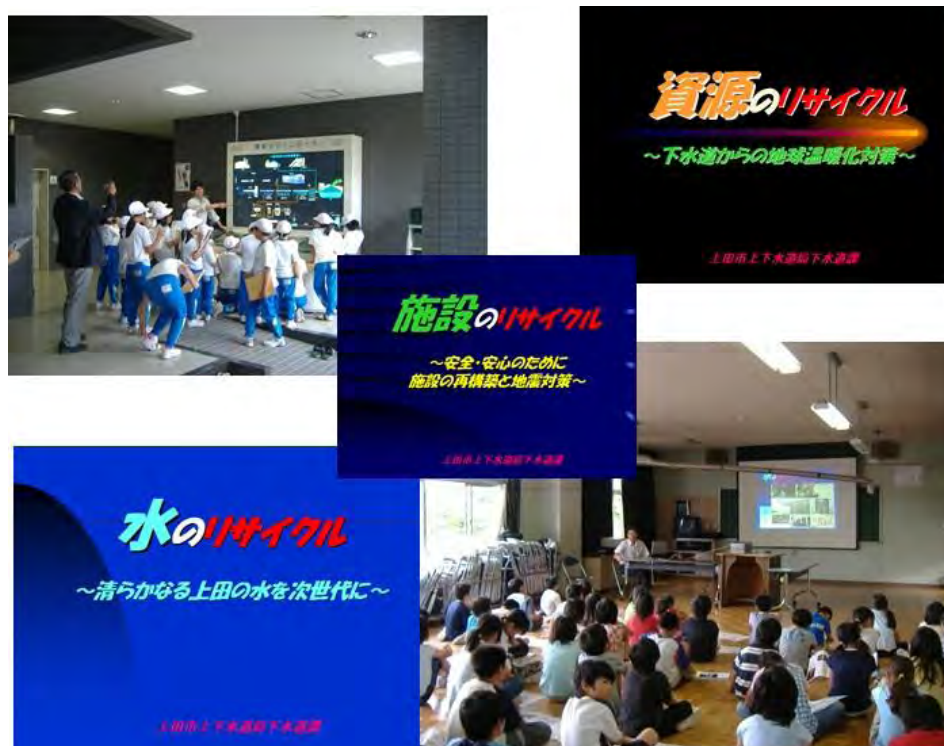 資源のリサイクル
～下水道からの地球温暖化対策～
上田市上下水道局下水道課
施設のリサイクル
～安全・安心のために
施設の再構築と地震対策～
上田市上下水道局下水道課
水のリサイクル
～清らかなる上田の水を次世代に～
上田市上下水道局下水道課